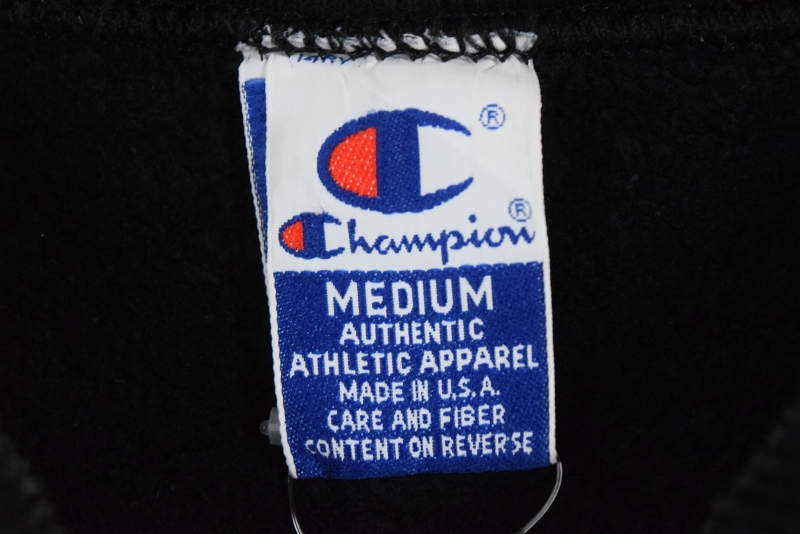 ®
Champion®
MEDIUM
AUTHENTIC
ATHLETIC APPAREL
MADE IN U.S.A.
CARE AND FIBER
CONTENT ON REVERSE